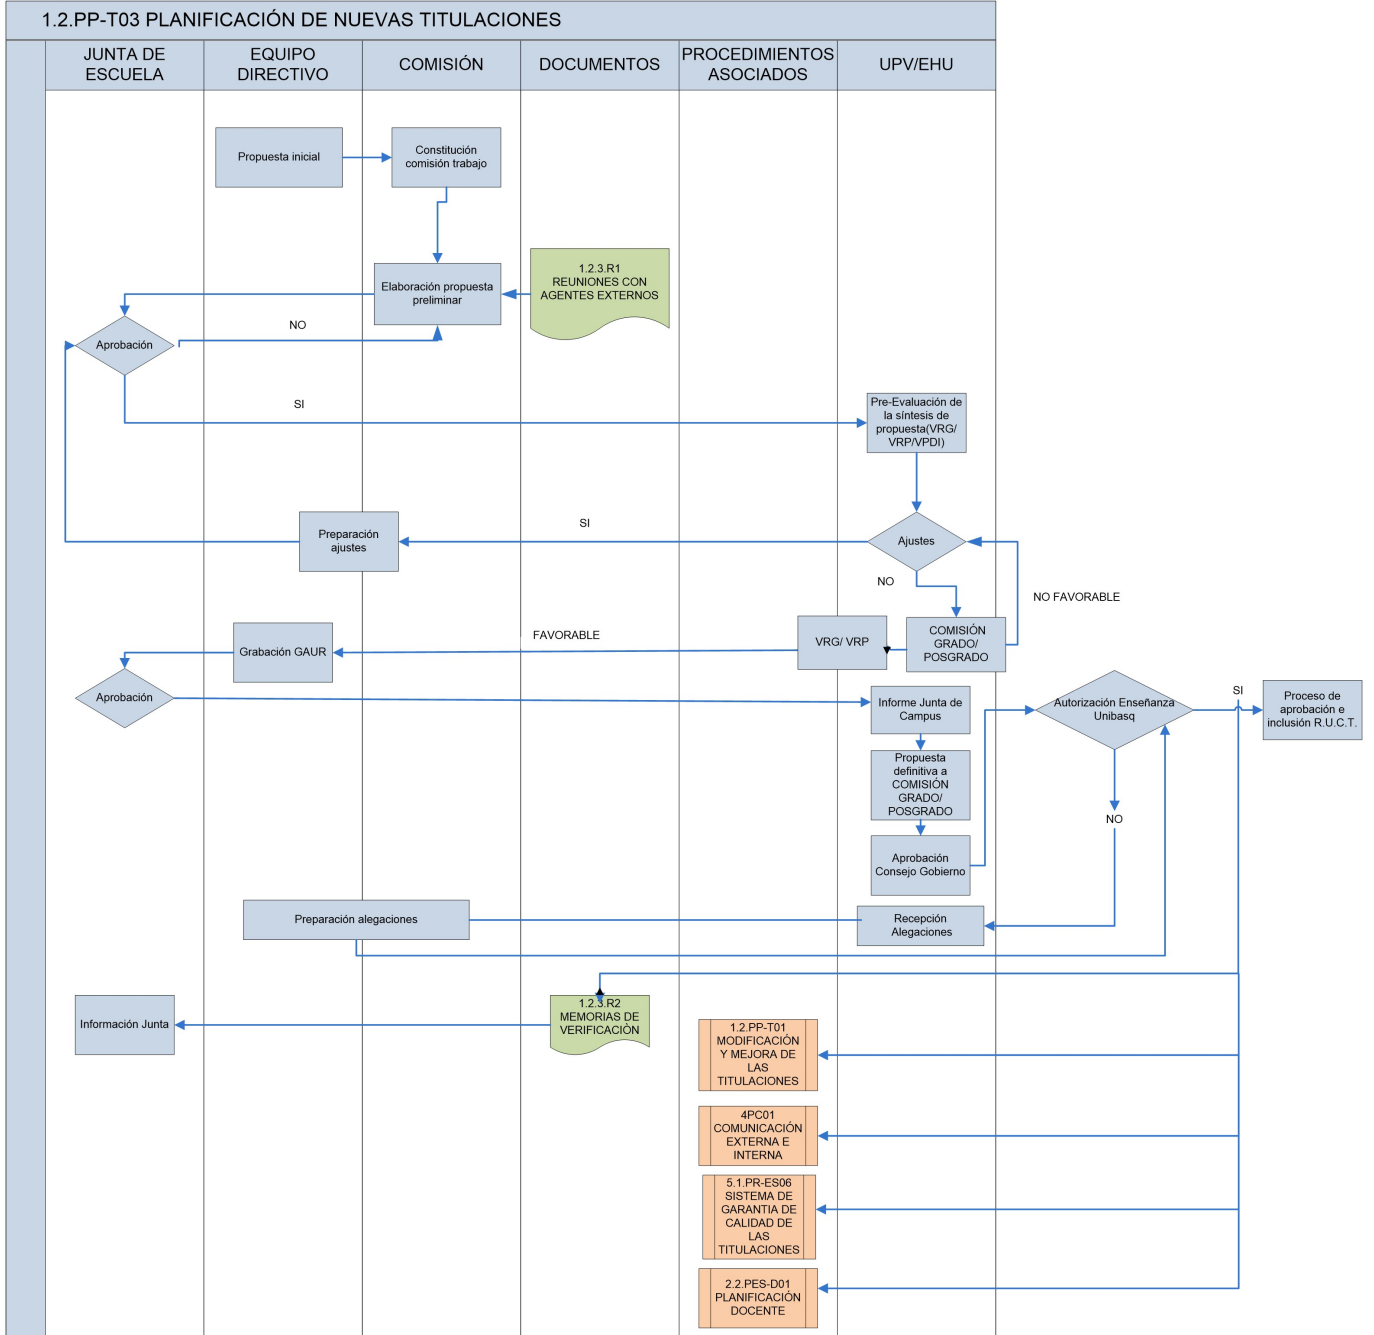 1.2.PP-T03 PLANIFICACIÓN DE NUEVAS TITULACIONES
JUNTA DE
ESCUELA
EQUIPO
DIRECTIVO
COMISIÓN
DOCUMENTOS
PROCEDIMIENTOS
ASOCIADOS
UPV/EHU
Propuesta inicial
Constitución
comisión trabajo
Elaboración propuesta
preliminar
1.2.3.R1
REUNIONES CON
AGENTES EXTERNOS
NO
Aprobación
SI
Pre-Evaluación de
la síntesis de
propuesta(VRG/
VRP/VPDI)
Preparación
ajustes
SI
Ajustes
NO
NO FAVORABLE
Grabación GAUR
FAVORABLE
VRG/ VRP
COMISIÓN
GRADO/
POSGRADO
Aprobación
Informe Junta de
Campus
Autorización Enseñanza
Unibasq
SI
Proceso de
aprobación e
inclusión R.U.C.T.
Propuesta
definitiva a
COMISIÓN
GRADO/
POSGRADO
NO
Aprobación
Consejo Gobierno
Preparación alegaciones
Recepción
Alegaciones
Información Junta
1.2.3.R2
MEMORIAS DE
VERIFICACIÒN
1.2.PP-T01
MODIFICACIÓN
Y MEJORA DE
LAS
TITULACIONES
4PC01
COMUNICACIÓN
EXTERNA E
INTERNA
5.1.PR-ES06
SISTEMA DE
GARANTIA DE
CALIDAD DE
LAS
TITULACIONES
2.2.PES-D01
PLANIFICACIÓN
DOCENTE